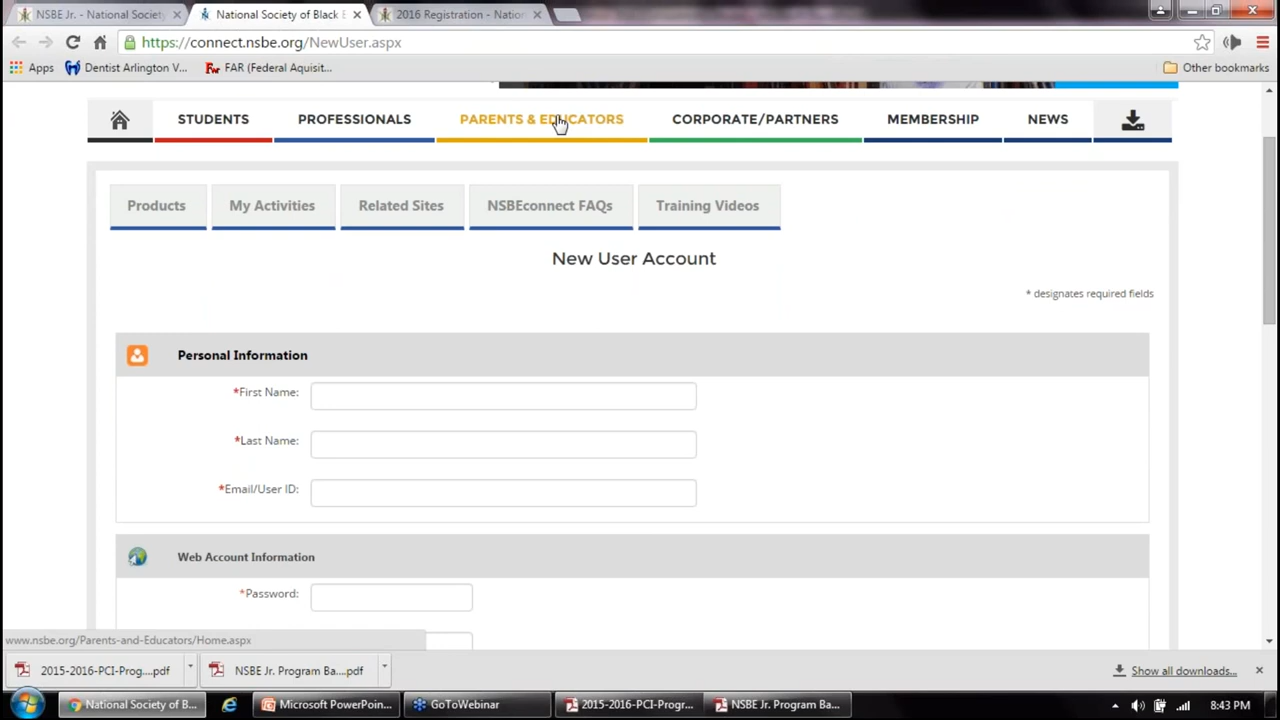 NSBE Jr. - National Society
National Society of Black E
2016 Registration - Nation
https://connect.nsbe.org/NewUser.aspx
Apps
Dentist Arlington V...
Fw FAR (Federal Aquisit...
Other bookmarks
STUDENTS
PROFESSIONALS
PARENTS & EDUCATORS
CORPORATE/PARTNERS
MEMBERSHIP
NEWS
Products
My Activities
Related Sites
NSBEconnect FAQs
Training Videos
New User Account
* designates required fields
Personal Information
*First Name:
*Last Name:
*Email/User ID:
Web Account Information
*Password:
www.nsbe.org/Parents-and-Educators/Home.aspx
2015-2016-PCI-Prog....pdf
NSBE Jr. Program Ba....pdf
Show all downloads...
National Society of B...
Microsoft PowerPoin...
GoToWebinar
2015-2016-PCI-Progr...
NSBE Jr. Program Ba...
8:43 PM